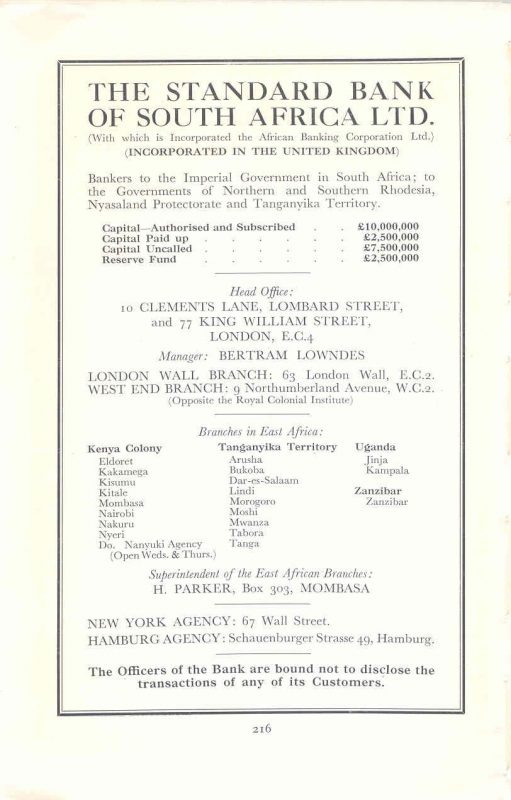 THE STANDARD BANK
OF SOUTH AFRICA LTD.
(With which is Incorporated the African Banking Corporation Ltd.)
(INCORPORATED IN THE UNITED KINGDOM)
Bankers to the Imperial Government in South Africa; to
the Governments of Northern and Southern Rhodesia,
Nyasaland Protectorate and Tanganyika Territory.
Capital—Authorised and Subscribed . . £10,000,000
Capital Paid up . . . . . . £2,500,000
Capital Uncalled . . . . . . £7,500,000
Reserve Fund . . . . . . £2,500,000
Head Office:
10 CLEMENTS LANE, LOMBARD STREET,
and 77 KING WILLIAM STREET,
LONDON, E.C.4
Manager: BERTRAM LOWNDES
LONDON WALL BRANCH: 63 London Wall, E.C.2.
WEST END BRANCH: 9 Northumberland Avenue, W.C.2.
(Opposite the Royal Colonial Institute)
Branches in East Africa:
Kenya Colony
Eldoret
Kakamega
Kisumu
Kitale
Mombasa
Nairobi
Nakuru
Nyeri
Do. Nanyuki Agency
(Open Weds. & Thurs.)
Tanganyika Territory
Arusha
Bukoba
Dar-es-Salaam
Lindi
Morogoro
Moshi
Mwanza
Tabora
Tanga
Uganda
Jinja
Kampala
Zanzibar
Zanzibar
Superintendent of the East African Branches:
H. PARKER, Box 303, MOMBASA
NEW YORK AGENCY: 67 Wall Street.
HAMBURG AGENCY: Schauenburger Strasse 49, Hamburg.
The Officers of the Bank are bound not to disclose the
transactions of any of its Customers.
216